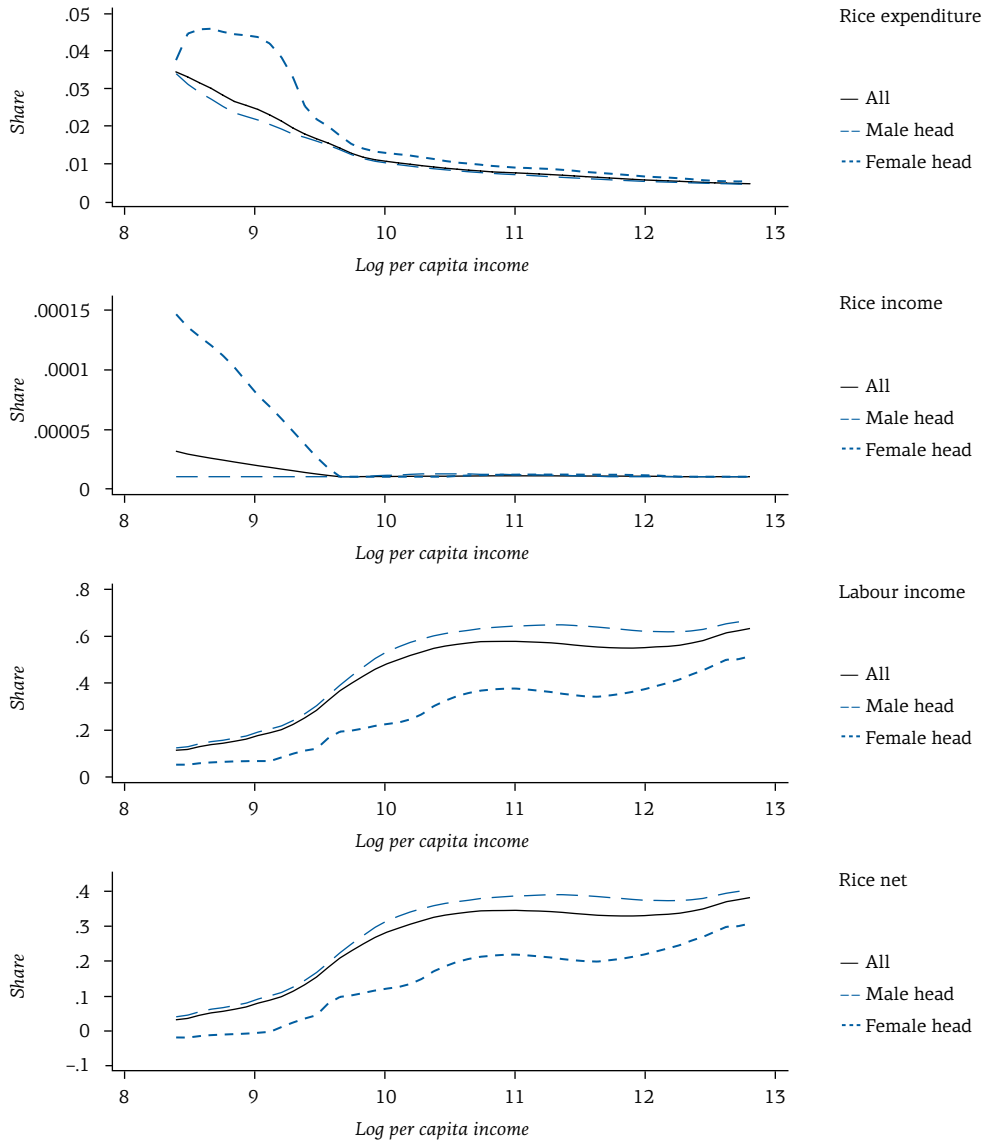 Rice expenditure
.05
.04
.03
.02
.01
0
Share
8 9 10 11 12 13
Log per capita income
All
Male head
Female head
Rice income
.00015
.0001
.00005
0
Share
8 9 10 11 12 13
Log per capita income
All
Male head
Female head
Labour income
.8
.6
.4
.2
0
Share
8 9 10 11 12 13
Log per capita income
All
Male head
Female head
Rice net
.4
.3
.2
.1
0
–.1
Share
8 9 10 11 12 13
Log per capita income
All
Male head
Female head